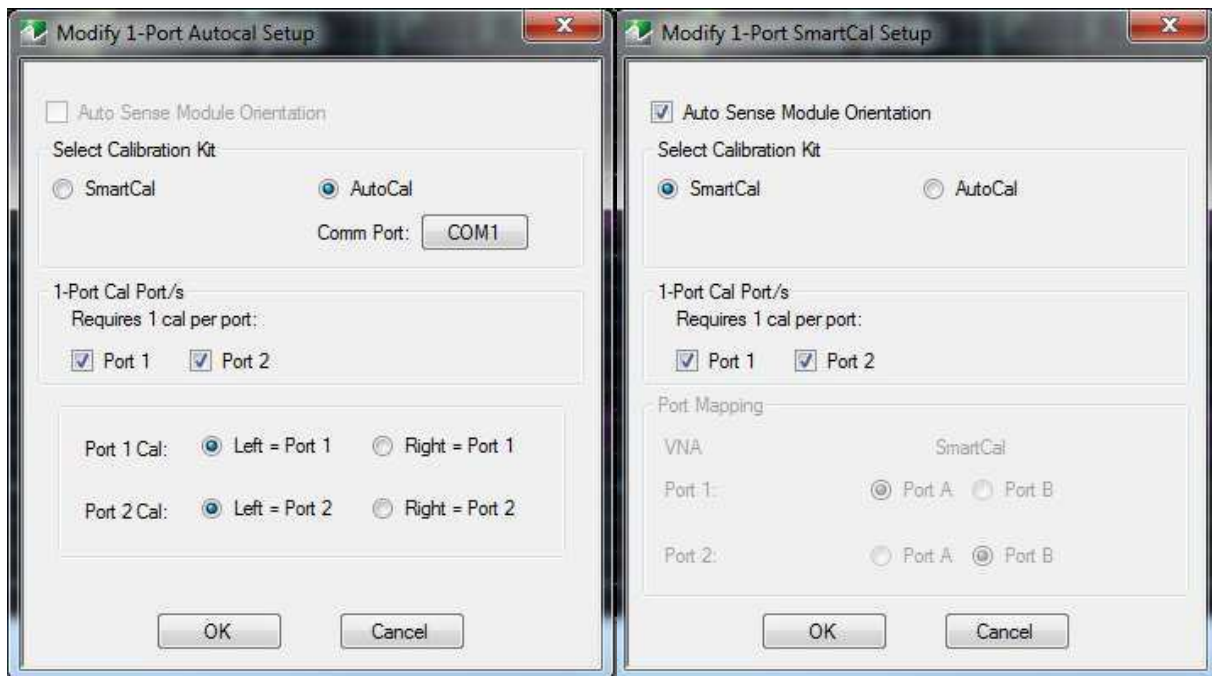 Modify 1-Port Autocal Setup
Auto Sense Module Orientation
Select Calibration Kit
SmartCal AutoCal
Comm Port: COM1
1-Port Cal Port/s
Requires 1 cal per port:
Port 1 Port 2
Port 1 Cal: Left = Port 1 Right = Port 1
Port 2 Cal: Left = Port 2 Right = Port 2
OK Cancel
Modify 1-Port SmartCal Setup
Auto Sense Module Orientation
Select Calibration Kit
SmartCal AutoCal
1-Port Cal Port/s
Requires 1 cal per port:
Port 1 Port 2
Port Mapping
VNA SmartCal
Port 1: Port A Port B
Port 2: Port A Port B
OK Cancel